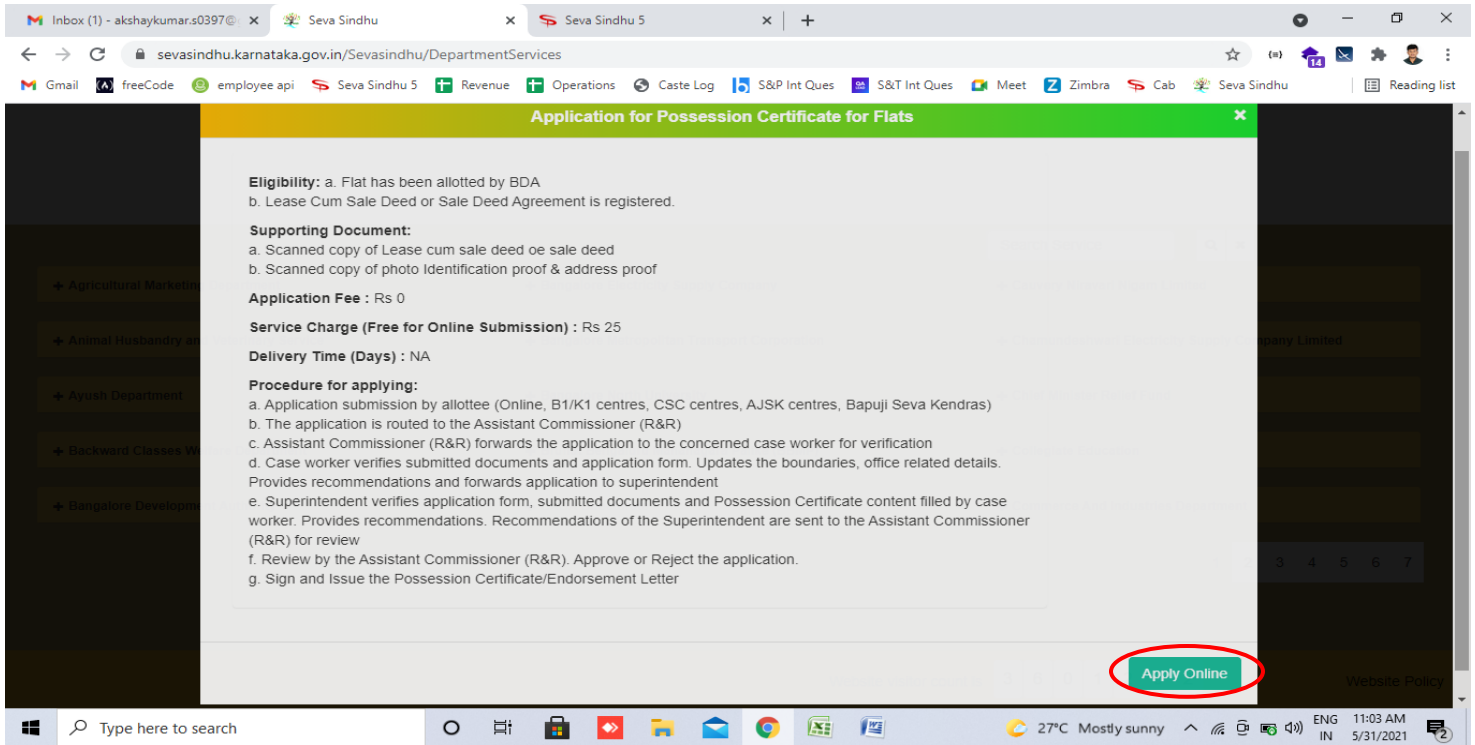 Inbox (1) - akshaykumar.s0397@
Seva Sindhu
Seva Sindhu 5
sevasindhu.karnataka.gov.in/Sevasindhu/DepartmentServices
14
Gmail freeCode employee api Seva Sindhu 5 Revenue Operations Caste Log S&P Int Ques S&T Int Ques Meet Zimbra Cab Seva Sindhu Reading list
Application for Possession Certificate for Flats
Eligibility: a. Flat has been allotted by BDA
b. Lease Cum Sale Deed or Sale Deed Agreement is registered.
Supporting Document:
a. Scanned copy of Lease cum sale deed oe sale deed
b. Scanned copy of photo Identification proof & address proof
Application Fee : Rs 0
Service Charge (Free for Online Submission) : Rs 25
Delivery Time (Days) : NA
Procedure for applying:
a. Application submission by allottee (Online, B1/K1 centres, CSC centres, AJSK centres, Bapuji Seva Kendras)
b. The application is routed to the Assistant Commissioner (R&R)
c. Assistant Commissioner (R&R) forwards the application to the concerned case worker for verification
d. Case worker verifies submitted documents and application form. Updates the boundaries, office related details.
Provides recommendations and forwards application to superintendent
e. Superintendent verifies application form, submitted documents and Possession Certificate content filled by case
worker. Provides recommendations. Recommendations of the Superintendent are sent to the Assistant Commissioner
(R&R) for review
f. Review by the Assistant Commissioner (R&R). Approve or Reject the application.
g. Sign and Issue the Possession Certificate/Endorsement Letter
Apply Online
Agricultural Marketin
Animal Husbandry an
pany Limited
Ayush Department
Backward Classes W
Bangalore Developm
3 4 5 6 7
Website Policy
Type here to search
27°C Mostly sunny
ENG
IN
11:03 AM
5/31/2021
2